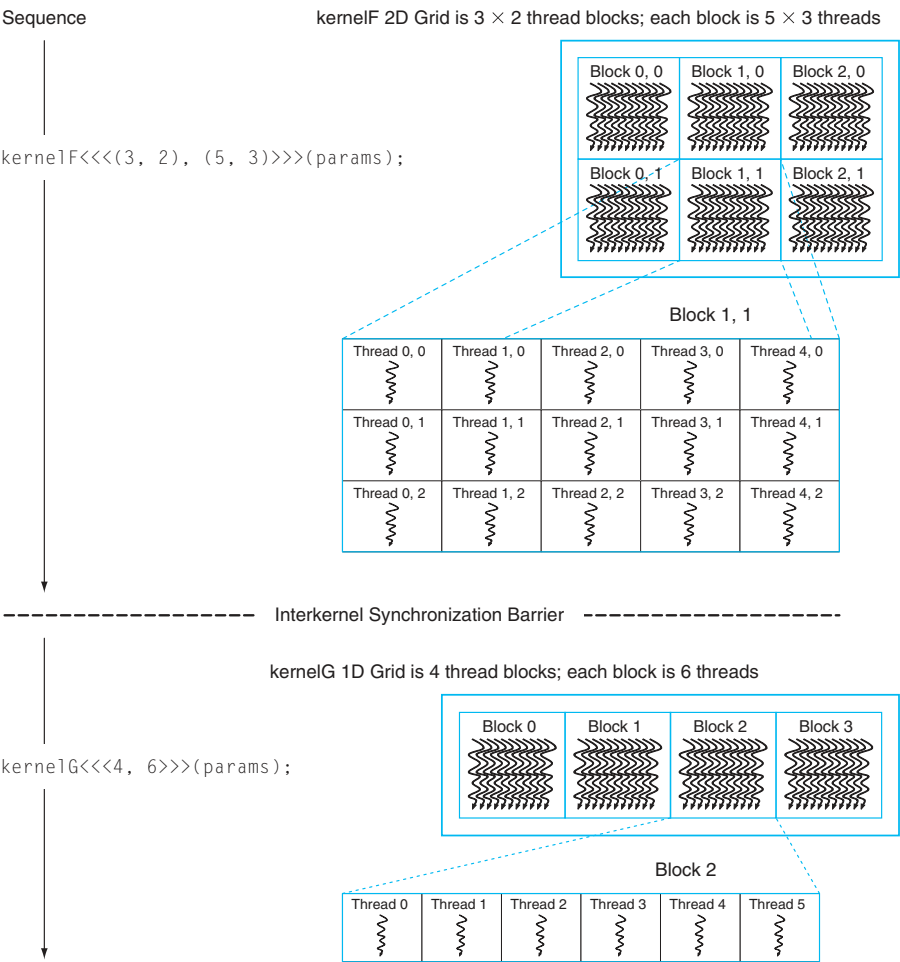 Sequence
kernelF 2D Grid is 3 × 2 thread blocks; each block is 5 × 3 threads
Block 0, 0 Block 1, 0 Block 2, 0
kernelF<<<(3, 2), (5, 3)>>>(params);
Block 0, 1 Block 1, 1 Block 2, 1
Block 1, 1
Thread 0, 0 Thread 1, 0 Thread 2, 0 Thread 3, 0 Thread 4, 0
Thread 0, 1 Thread 1, 1 Thread 2, 1 Thread 3, 1 Thread 4, 1
Thread 0, 2 Thread 1, 2 Thread 2, 2 Thread 3, 2 Thread 4, 2
Interkernel Synchronization Barrier
kernelG 1D Grid is 4 thread blocks; each block is 6 threads
Block 0 Block 1 Block 2 Block 3
kernelG<<<4, 6>>>(params);
Block 2
Thread 0 Thread 1 Thread 2 Thread 3 Thread 4 Thread 5